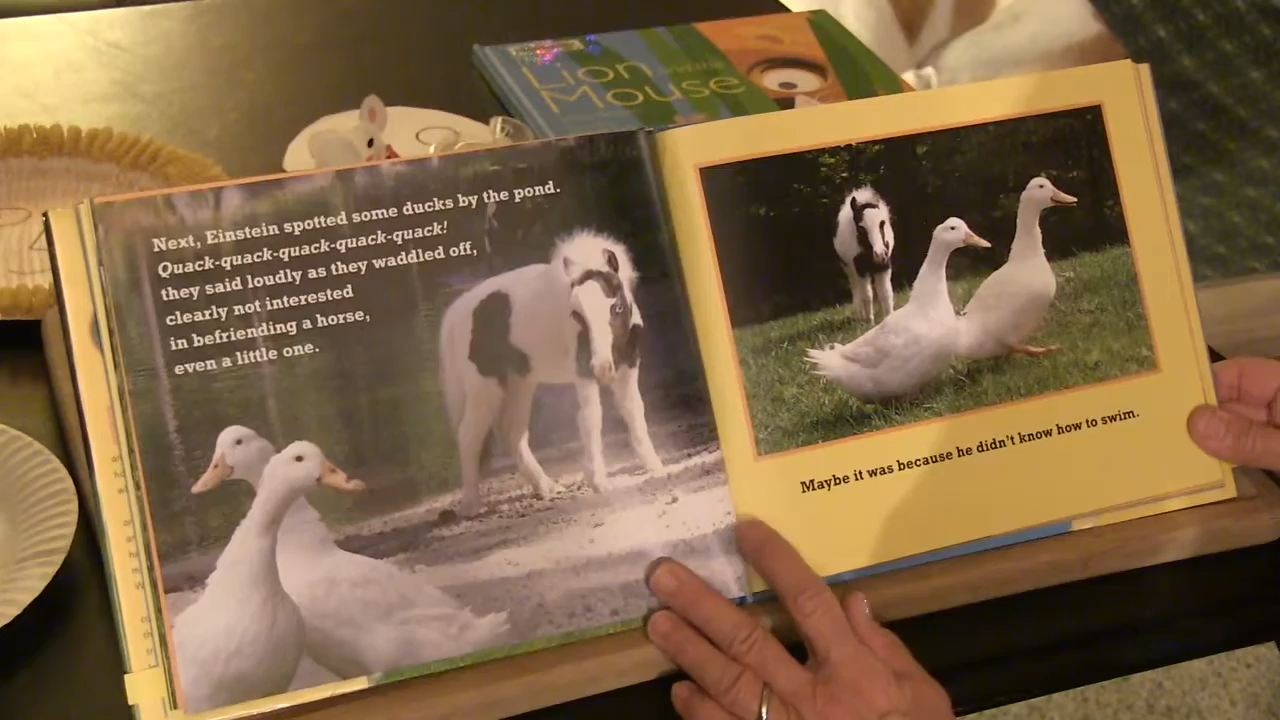 Lion and the
Mouse
Next, Einstein spotted some ducks by the pond.
Quack-quack-quack-quack-quack!
they said loudly as they waddled off,
clearly not interested
in befriending a horse,
even a little one.
Maybe it was because he didn't know how to swim.